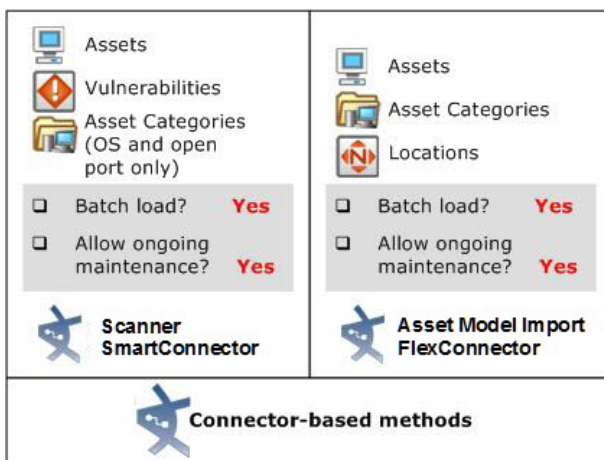 Assets
Vulnerabilities
Asset Categories
(OS and open
port only)
Batch load? Yes
Allow ongoing
maintenance? Yes
Scanner
SmartConnector
Assets
Asset Categories
N
Locations
Batch load? Yes
Allow ongoing
maintenance? Yes
Asset Model Import
FlexConnector
Connector-based methods